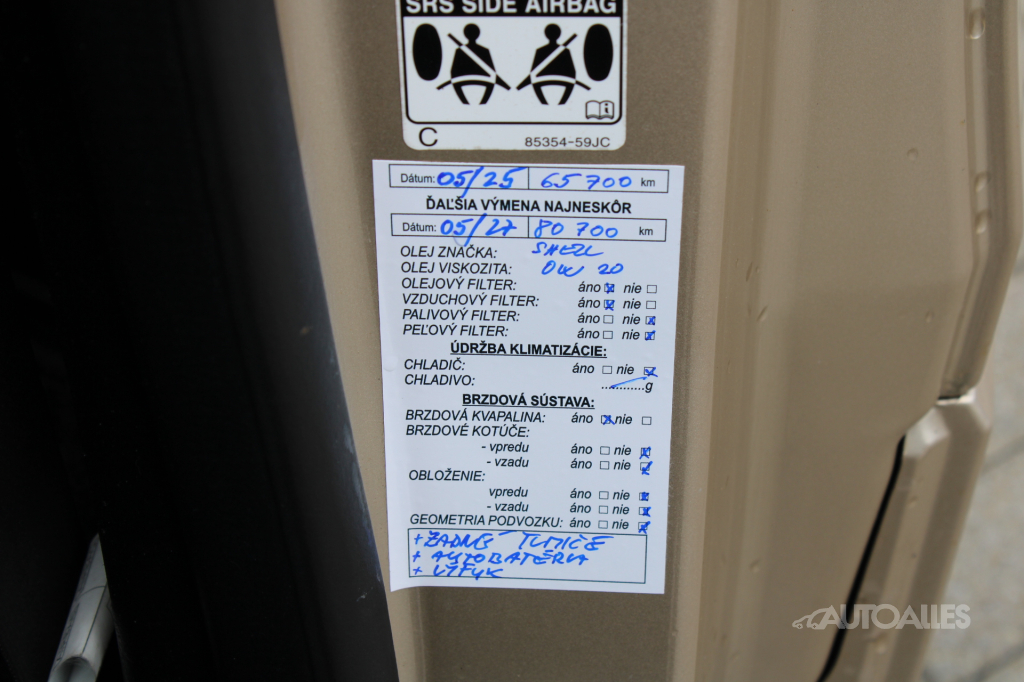 SRS SIDE AIRBAG
C 85354-59JC
Dátum: 05/25 65 700 km
ĎAĽŠIA VÝMENA NAJNESKÔR
Dátum: 05/27 80 700 km
OLEJ ZNAČKA: SHELL
OLEJ VISKOZITA: 0W 20
OLEJOVÝ FILTER: áno ☒ nie ☐
VZDUCHOVÝ FILTER: áno ☒ nie ☐
PALIVOVÝ FILTER: áno ☐ nie ☒
PEĽOVÝ FILTER: áno ☐ nie ☒
ÚDRŽBA KLIMATIZÁCIE:
CHLADIČ: áno ☐ nie ☒
CHLADIVO: ............g
BRZDOVÁ SÚSTAVA:
BRZDOVÁ KVAPALINA: áno ☒ nie ☐
BRZDOVÉ KOTÚČE:
- vpredu áno ☐ nie ☒
- vzadu áno ☐ nie ☒
OBLOŽENIE:
vpredu áno ☐ nie ☒
- vzadu áno ☐ nie ☒
GEOMETRIA PODVOZKU: áno ☐ nie ☒
+ ZADNÉ TLMIČE
+ AUTOBATÉRIA
+ VÝFUK
AUTOALLES